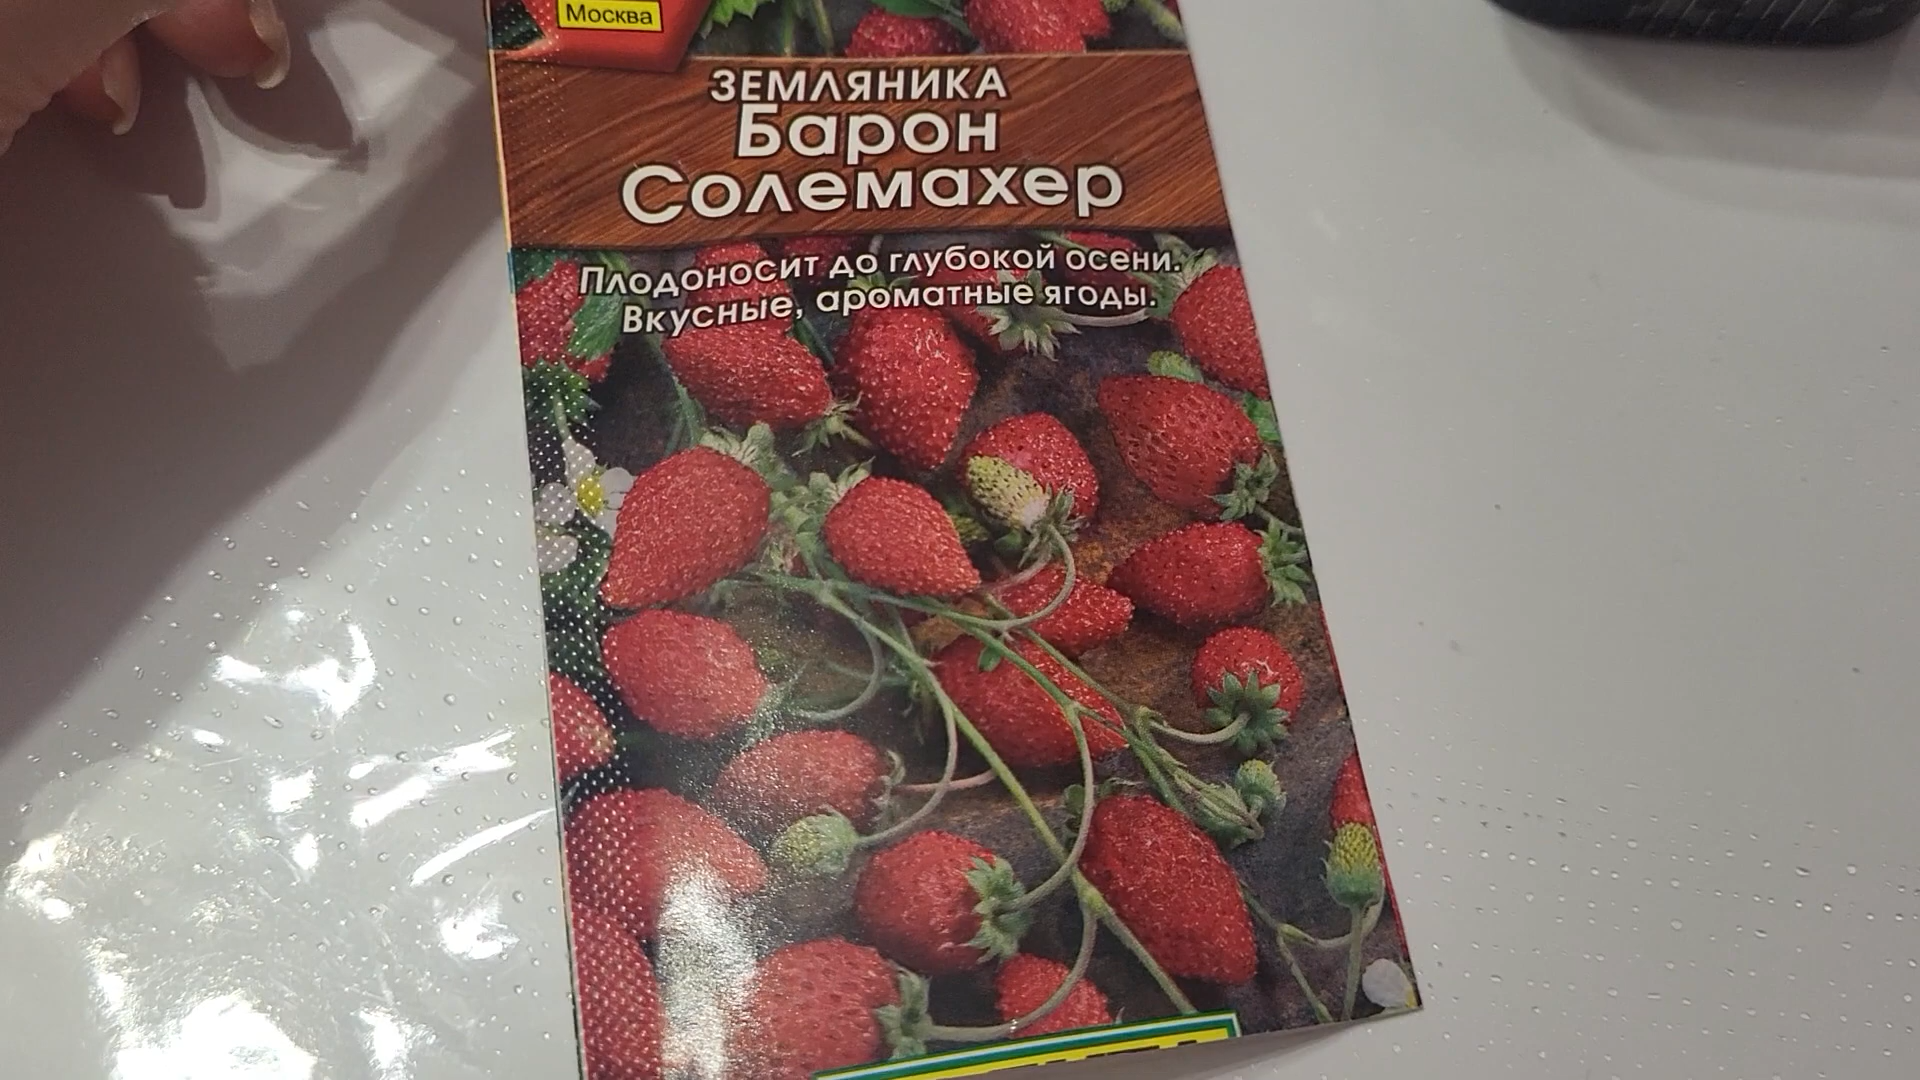 Москва
ЗЕМЛЯНИКА
Барон
Солемахер
Плодоносит до глубокой осени.
Вкусные, ароматные ягоды.